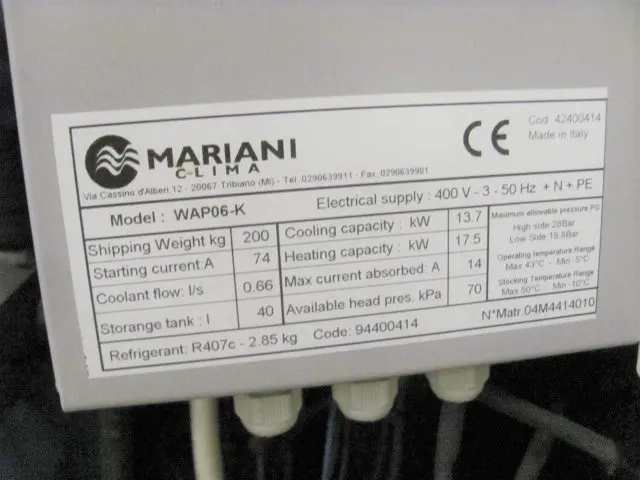 MARIANI
CLIMA
CE
Cod. 42400414
Made in Italy
Via Cassino d'Alberi,12 - 20067 Tribiano (Mi) - Tel. 0290639911 - Fax. 0290639981
Model : WAP06-K
Electrical supply : 400 V - 3 - 50 Hz + N + PE
Shipping Weight kg 200
Cooling capacity : kW 13.7
Starting current:A 74
Heating capacity : kW 17.5
Coolant flow: l/s 0.66
Max current absorbed: A 14
Storange tank : l 40
Available head pres. kPa 70
Maximum allowable pressure PS
High side 28Bar
Low Side 18.8Bar
Operating temperature Range
Max 43°C - Min -5°C
Stocking Temperature Range
Max 50°C - Min -10°C
Refrigerant: R407c - 2.85 kg Code: 94400414
N°Matr.04M4414010